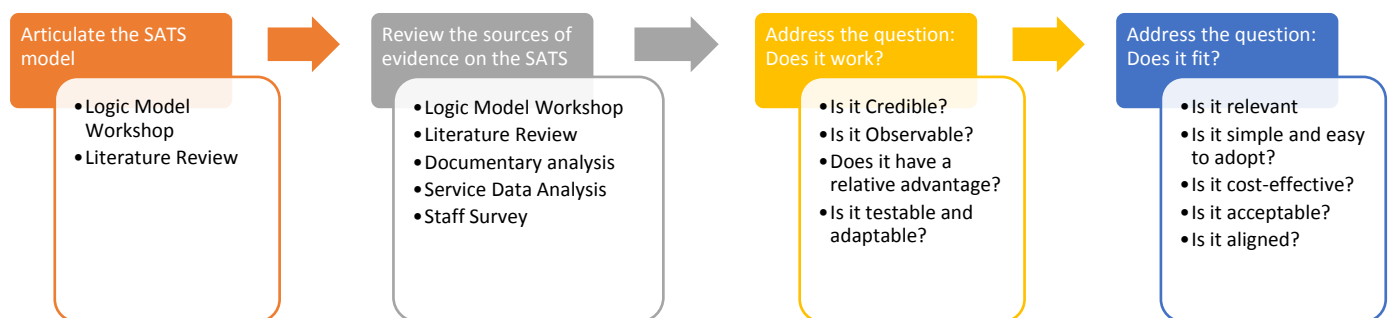 Articulate the SATS
model
•Logic Model
Workshop
•Literature Review
Review the sources of
evidence on the SATS
•Logic Model Workshop
•Literature Review
•Documentary analysis
•Service Data Analysis
•Staff Survey
Address the question:
Does it work?
•Is it Credible?
•Is it Observable?
•Does it have a
relative advantage?
•Is it testable and
adaptable?
Address the question:
Does it fit?
•Is it relevant
•Is it simple and easy
to adopt?
•Is it cost-effective?
•Is it acceptable?
•Is it aligned?